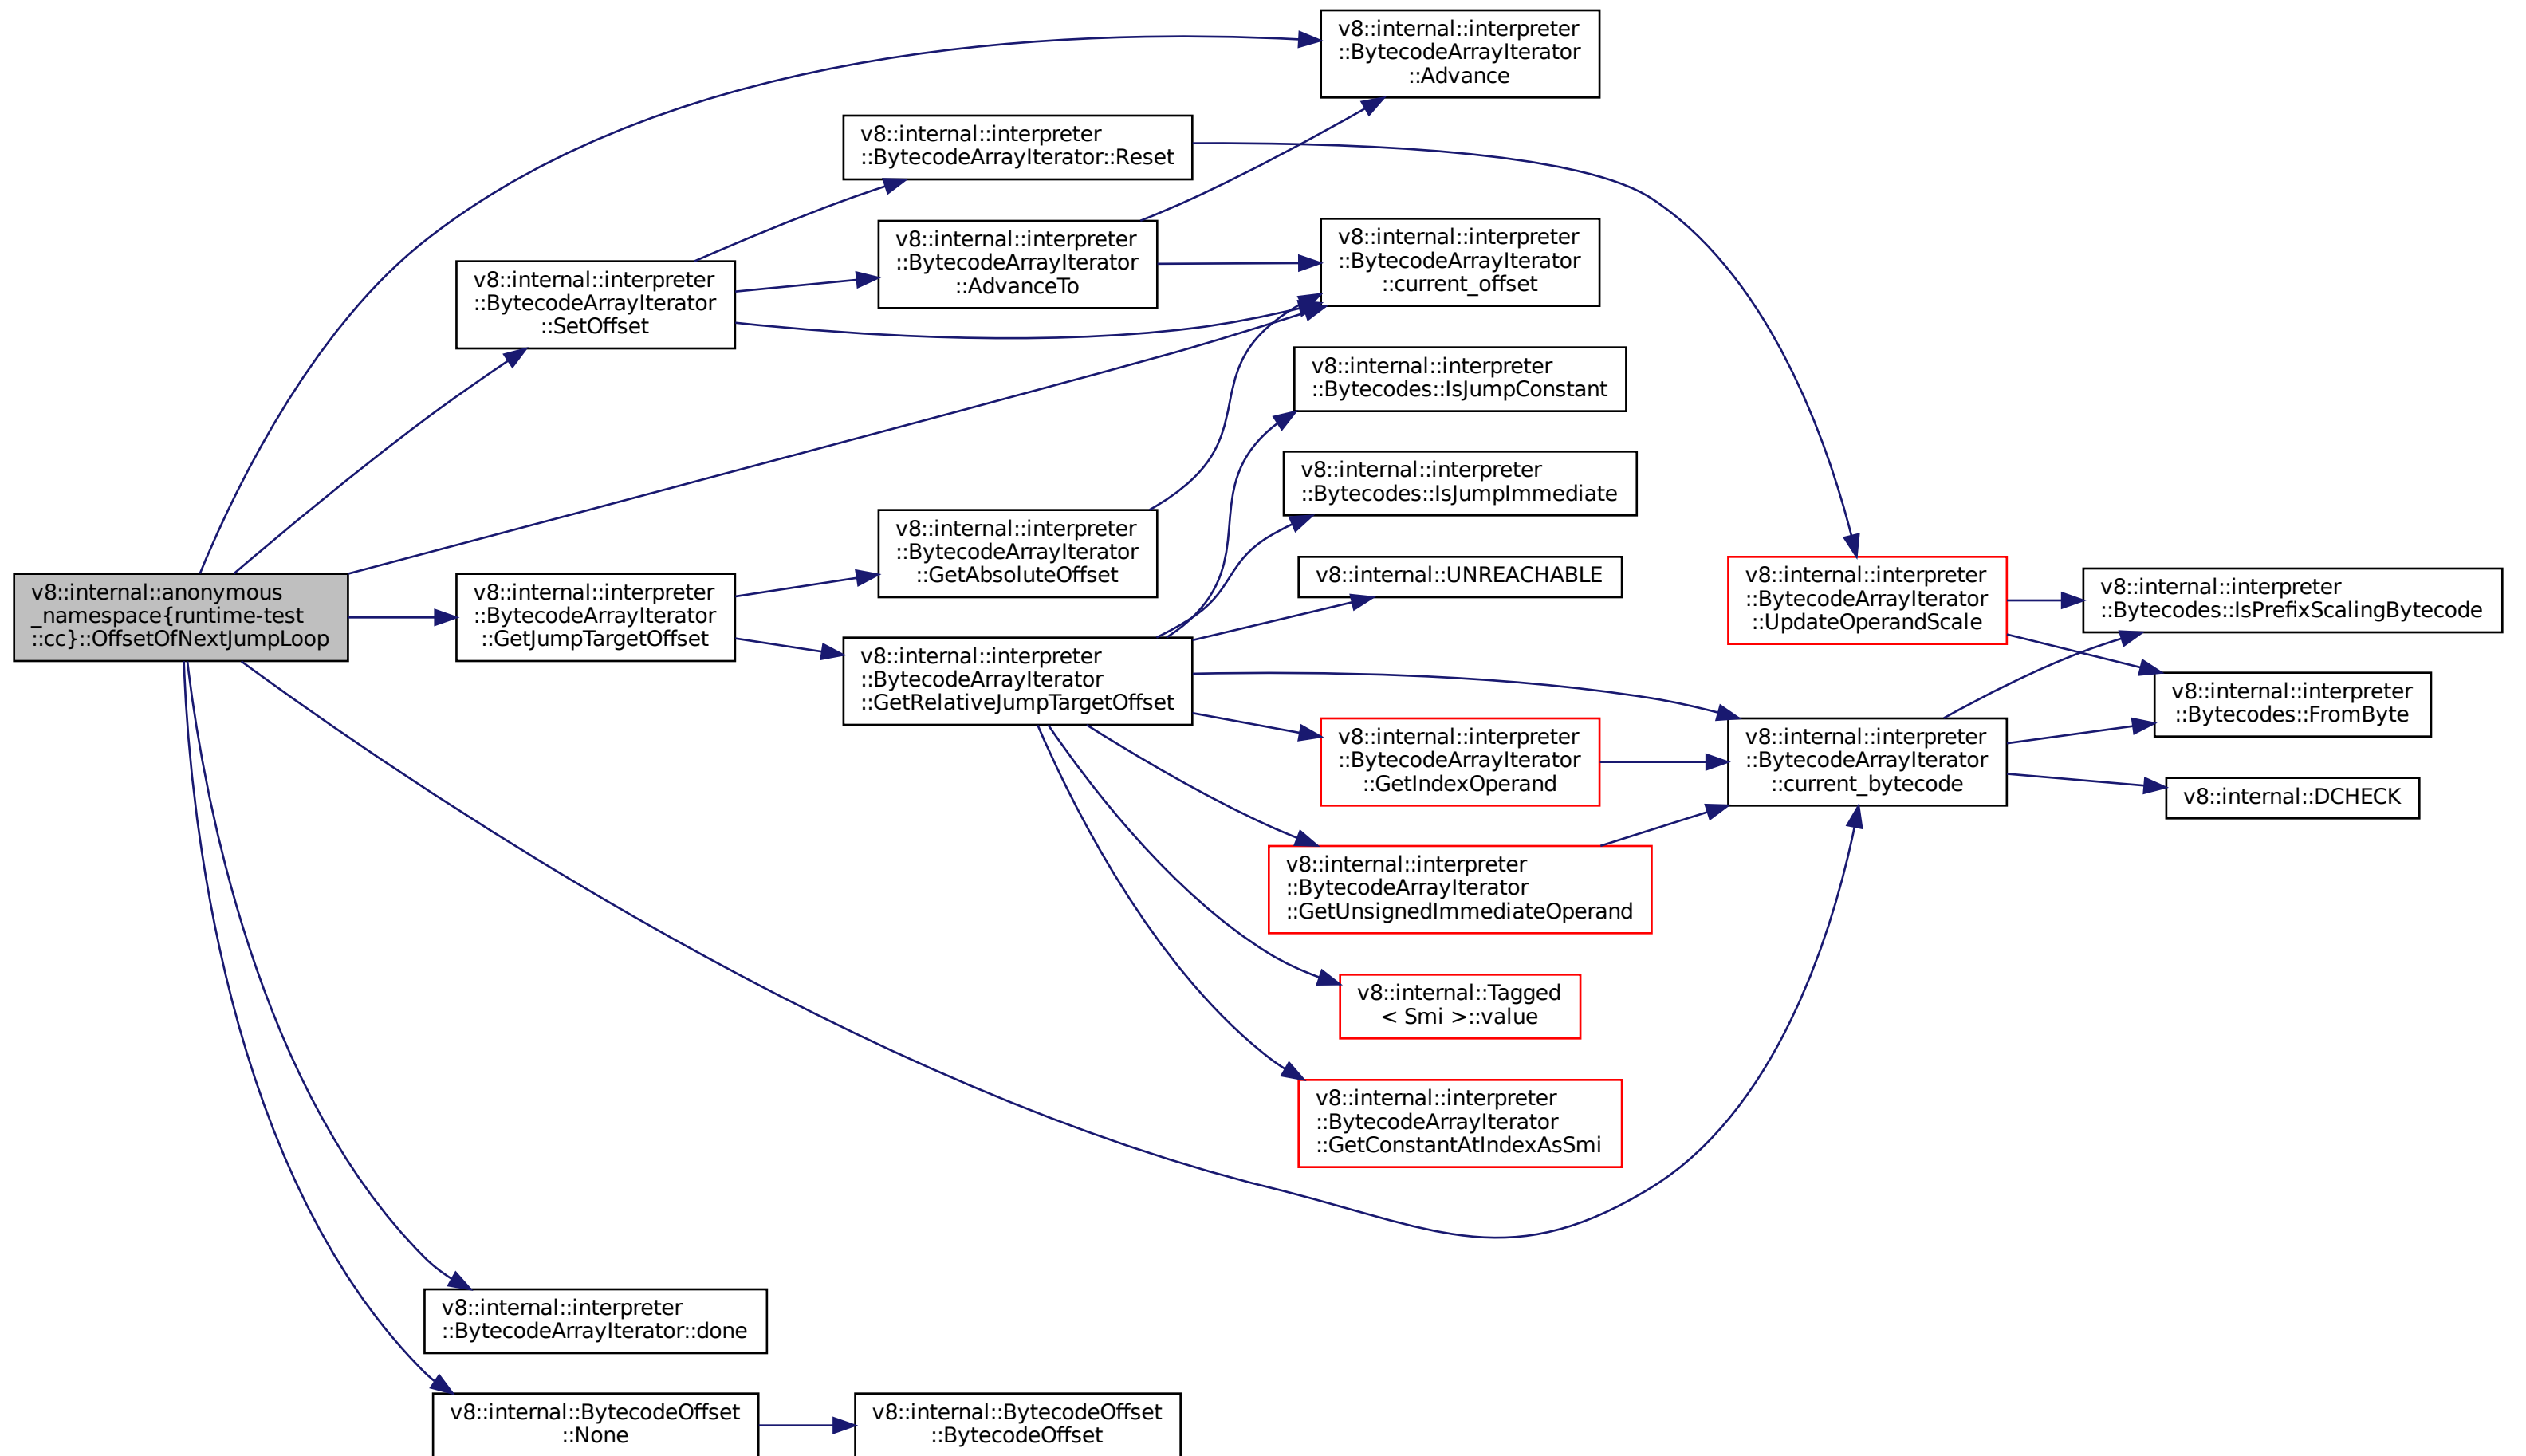 v8::internal::interpreter
::BytecodeArrayIterator
::Advance
v8::internal::interpreter
::BytecodeArrayIterator::Reset
v8::internal::interpreter
::BytecodeArrayIterator
::AdvanceTo
v8::internal::interpreter
::BytecodeArrayIterator
::current_offset
v8::internal::interpreter
::BytecodeArrayIterator
::SetOffset
v8::internal::interpreter
::Bytecodes::IsJumpConstant
v8::internal::interpreter
::Bytecodes::IsJumpImmediate
v8::internal::interpreter
::BytecodeArrayIterator
::GetAbsoluteOffset
v8::internal::UNREACHABLE
v8::internal::interpreter
::BytecodeArrayIterator
::UpdateOperandScale
v8::internal::interpreter
::Bytecodes::IsPrefixScalingBytecode
v8::internal::anonymous
_namespace{runtime-test
::cc}::OffsetOfNextJumpLoop
v8::internal::interpreter
::BytecodeArrayIterator
::GetJumpTargetOffset
v8::internal::interpreter
::BytecodeArrayIterator
::GetRelativeJumpTargetOffset
v8::internal::interpreter
::Bytecodes::FromByte
v8::internal::interpreter
::BytecodeArrayIterator
::GetIndexOperand
v8::internal::interpreter
::BytecodeArrayIterator
::current_bytecode
v8::internal::DCHECK
v8::internal::interpreter
::BytecodeArrayIterator
::GetUnsignedImmediateOperand
v8::internal::Tagged
< Smi >::value
v8::internal::interpreter
::BytecodeArrayIterator
::GetConstantAtIndexAsSmi
v8::internal::interpreter
::BytecodeArrayIterator::done
v8::internal::BytecodeOffset
::None
v8::internal::BytecodeOffset
::BytecodeOffset